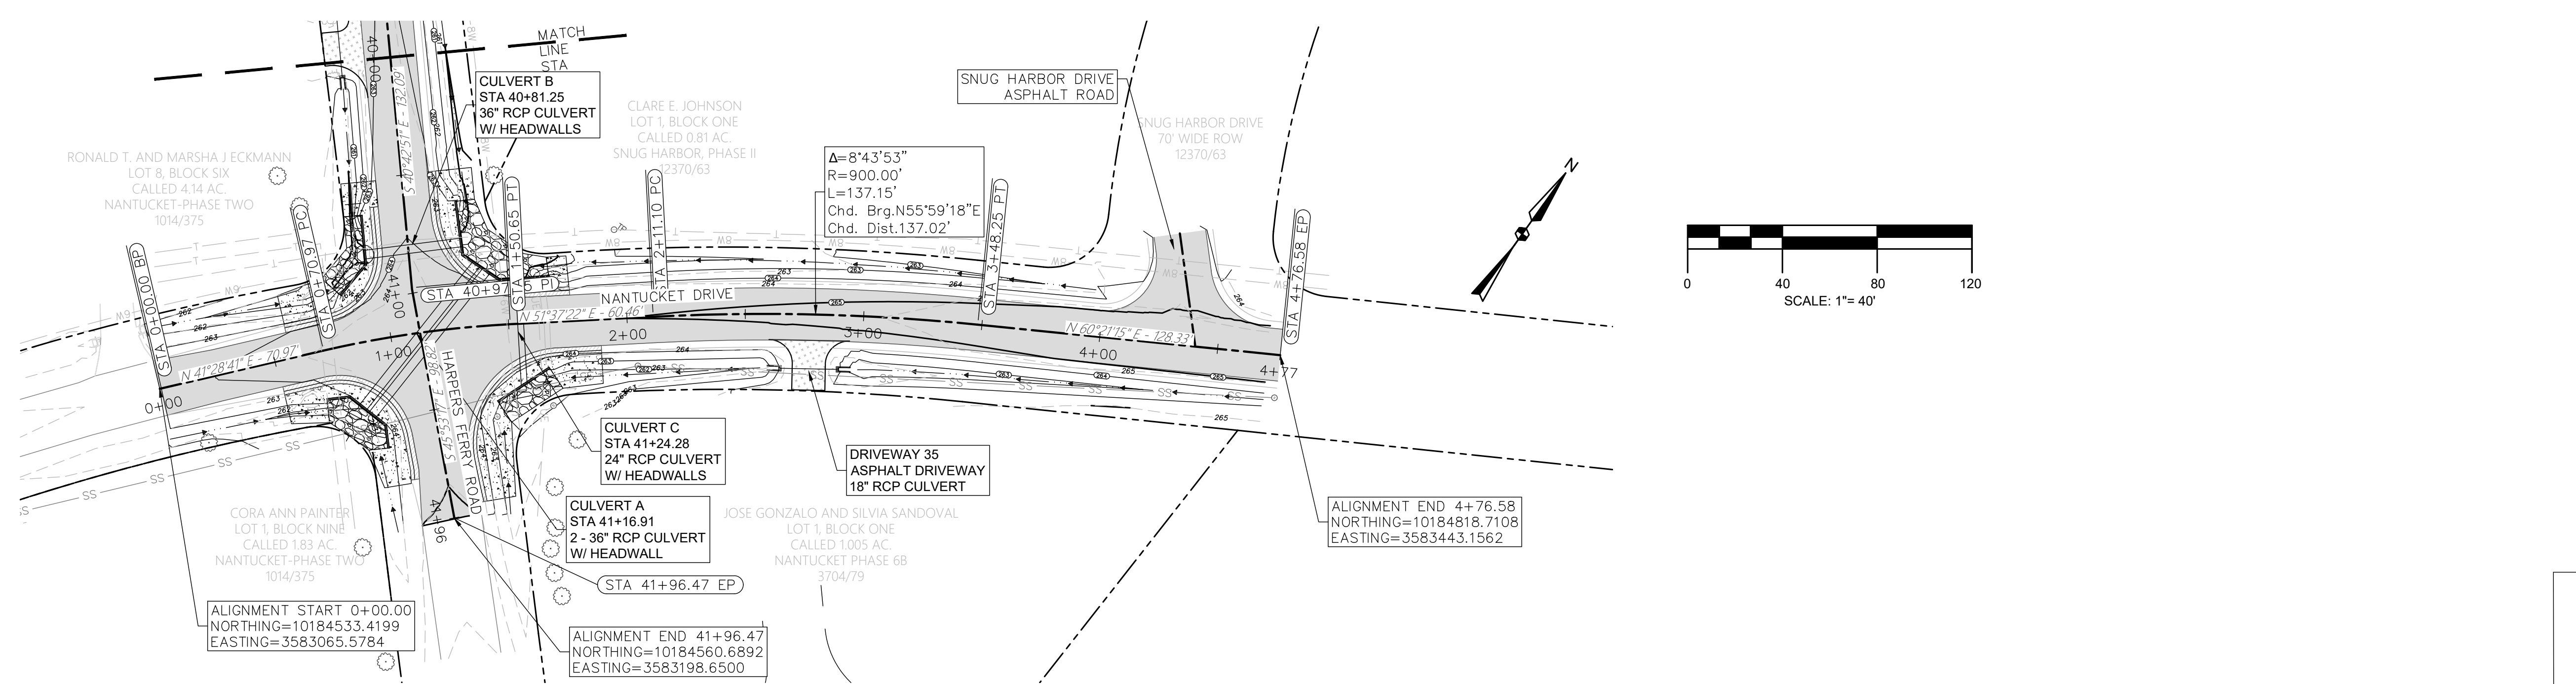 MATCH
LINE
STA
40+00
S 40°42'51" E - 132.09'
CULVERT B
STA 40+81.25
36" RCP CULVERT
W/ HEADWALLS
CLARE E. JOHNSON
LOT 1, BLOCK ONE
CALLED 0.81 AC.
SNUG HARBOR, PHASE II
12370/63
SNUG HARBOR DRIVE
ASPHALT ROAD
SNUG HARBOR DRIVE
70' WIDE ROW
12370/63
RONALD T. AND MARSHA J ECKMANN
LOT 8, BLOCK SIX
CALLED 4.14 AC.
NANTUCKET-PHASE TWO
1014/375
Δ=8°43'53"
R=900.00'
L=137.15'
Chd. Brg.N55°59'18"E
Chd. Dist.137.02'
N
0 40 80 120
SCALE: 1"= 40'
STA 0+00.00 BP
STA 0+70.97 PC
STA 1+50.65 PT
STA 2+11.10 PC
STA 3+48.25 PT
STA 4+76.58 EP
41+00
NANTUCKET DRIVE
N 41°28'41" E - 70.97'
N 51°37'22" E - 60.46'
N 60°21'15" E - 128.33'
0+00
1+00
2+00
3+00
4+00
4+77
HARPERS FERRY ROAD
41+96
CULVERT C
STA 41+24.28
24" RCP CULVERT
W/ HEADWALLS
DRIVEWAY 35
ASPHALT DRIVEWAY
18" RCP CULVERT
CULVERT A
STA 41+16.91
2 - 36" RCP CULVERT
W/ HEADWALL
CORA ANN PAINTER
LOT 1, BLOCK NINE
CALLED 1.83 AC.
NANTUCKET-PHASE TWO
1014/375
JOSE GONZALO AND SILVIA SANDOVAL
LOT 1, BLOCK ONE
CALLED 1.005 AC.
NANTUCKET PHASE 6B
3704/79
STA 41+96.47 EP
ALIGNMENT END 4+76.58
NORTHING=10184818.7108
EASTING=3583443.1562
ALIGNMENT START 0+00.00
NORTHING=10184533.4199
EASTING=3583065.5784
ALIGNMENT END 41+96.47
NORTHING=10184560.6892
EASTING=3583198.6500